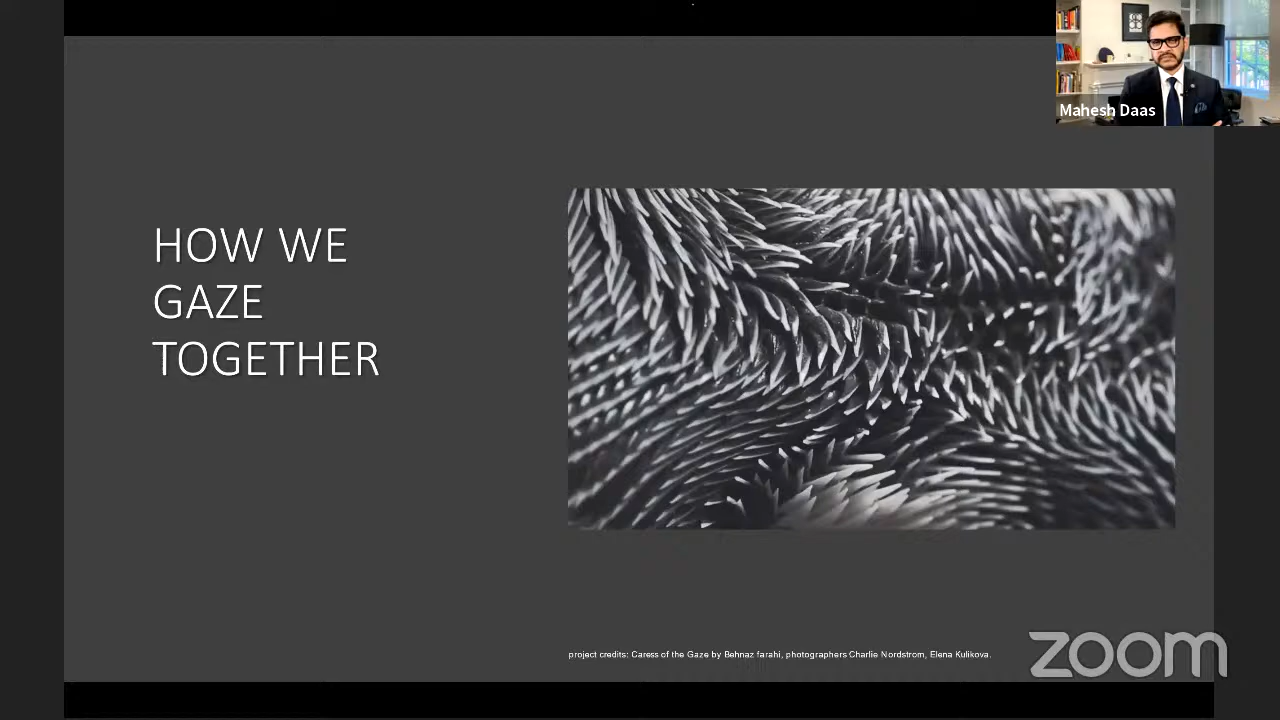 Mahesh Daas
HOW WE
GAZE
TOGETHER
project credits: Caress of the Gaze by Behnaz farahi, photographers Charlie Nordstrom, Elena Kulikova.
zoom